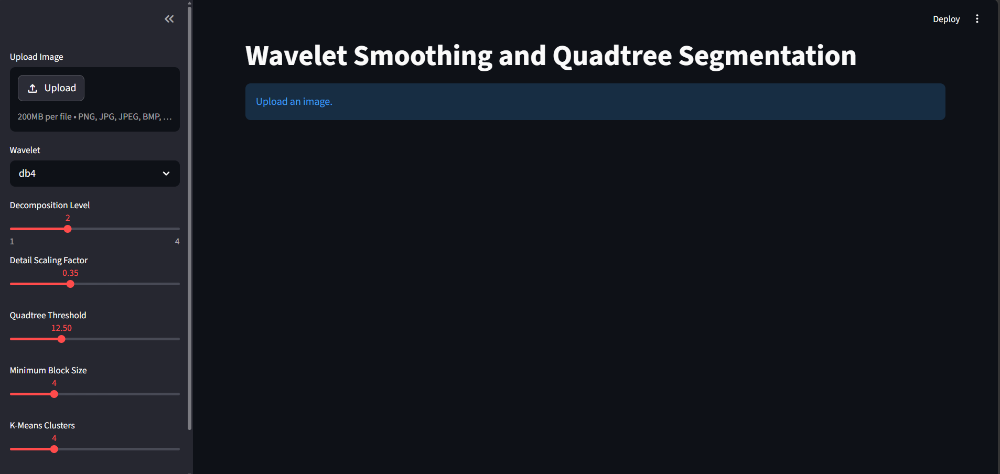 Upload Image
Upload
200MB per file • PNG, JPG, JPEG, BMP, ...
Wavelet
db4
Decomposition Level
2
1 4
Detail Scaling Factor
0.35
Quadtree Threshold
12.50
Minimum Block Size
4
K-Means Clusters
4
Deploy
Wavelet Smoothing and Quadtree Segmentation
Upload an image.